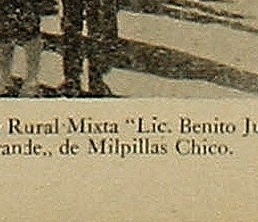 Rural Mixta “Lic. Benito Ju
rande,, de Milpillas Chico.